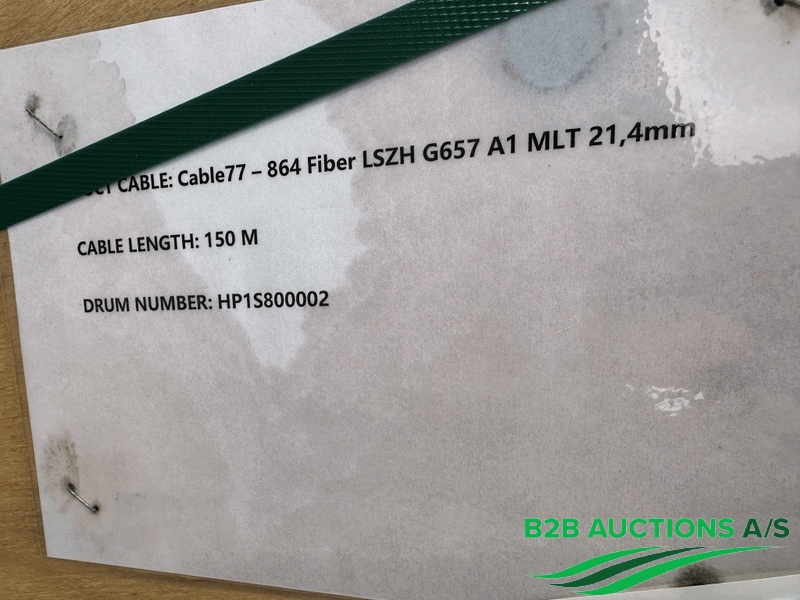 CABLE: Cable77 – 864 Fiber LSZH G657 A1 MLT 21,4mm
CABLE LENGTH: 150 M
DRUM NUMBER: HP1S800002
B2B AUCTIONS A/S